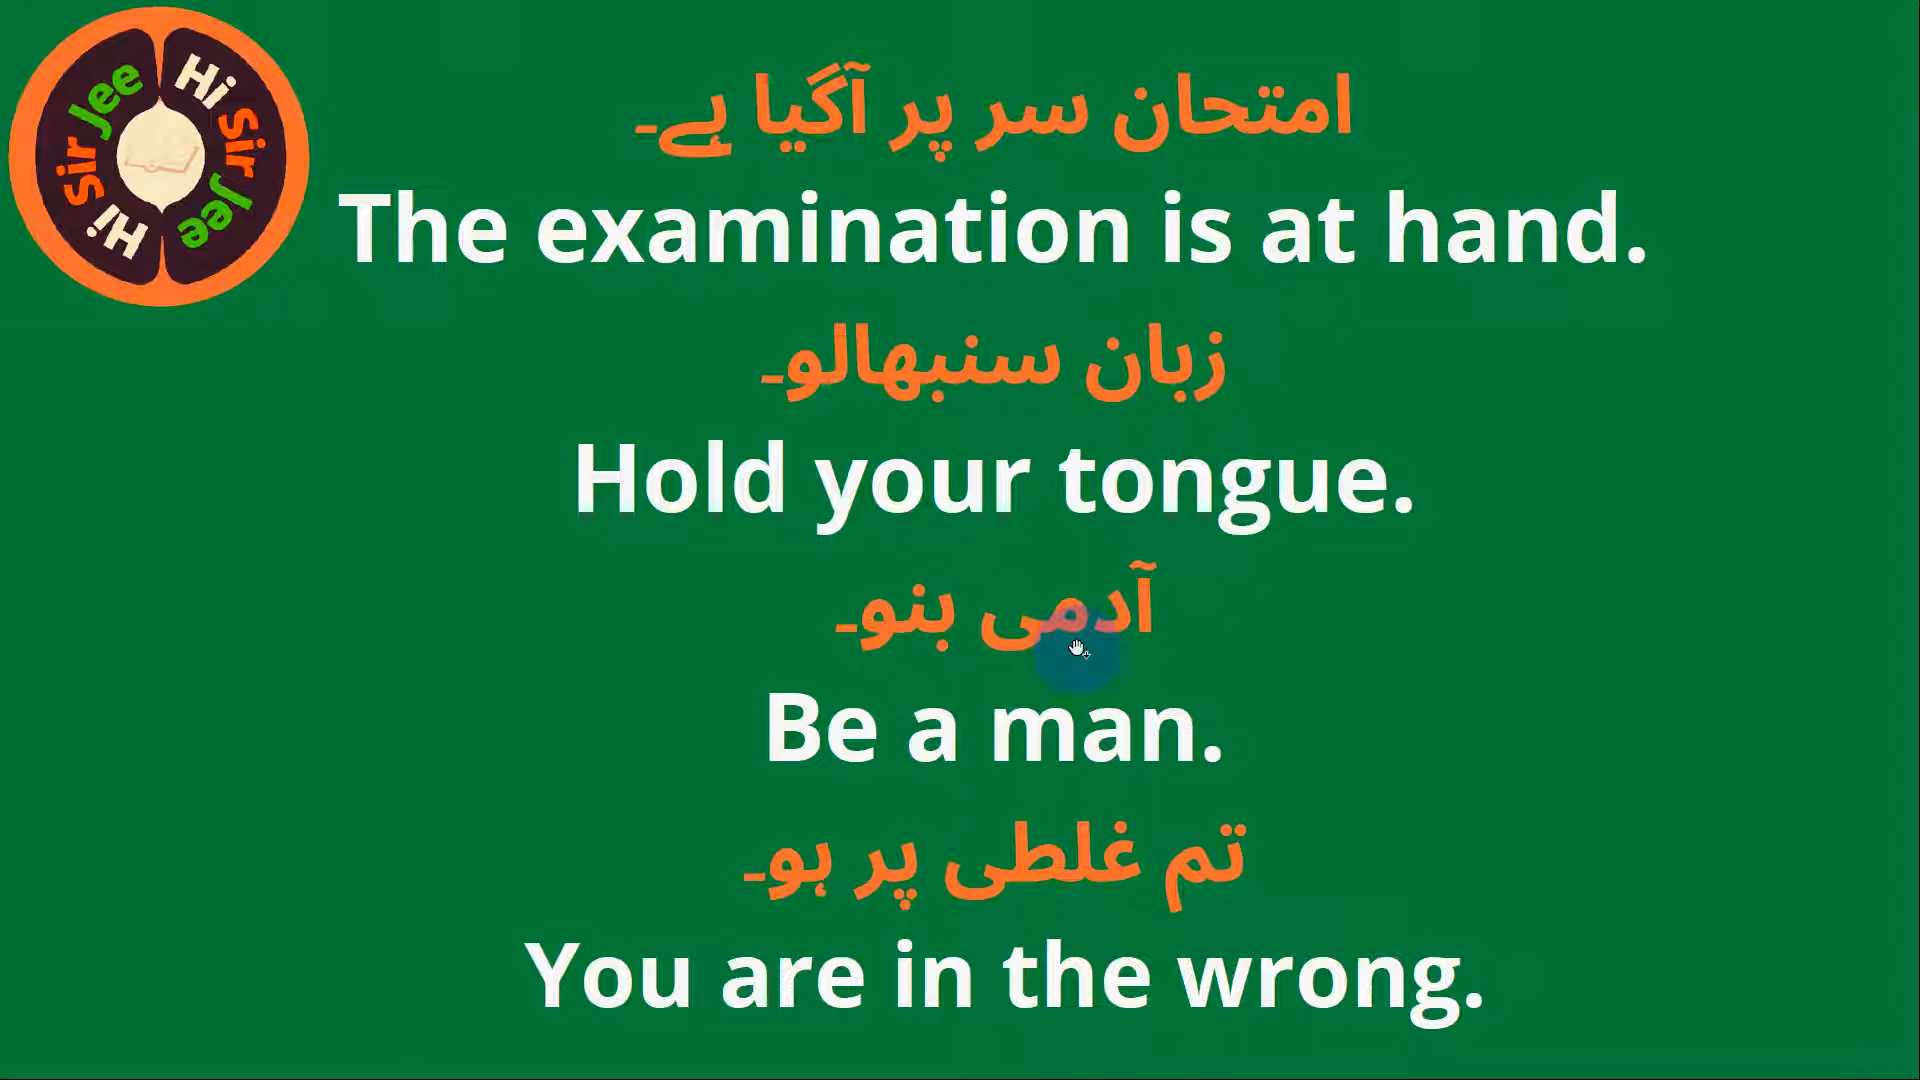 Hi Sir Jee
Hi Sir Jee
امتحان سر پر آگیا ہے۔
The examination is at hand.
زبان سنبھالو۔
Hold your tongue.
آدمی بنو۔
Be a man.
تم غلطی پر ہو۔
You are in the wrong.